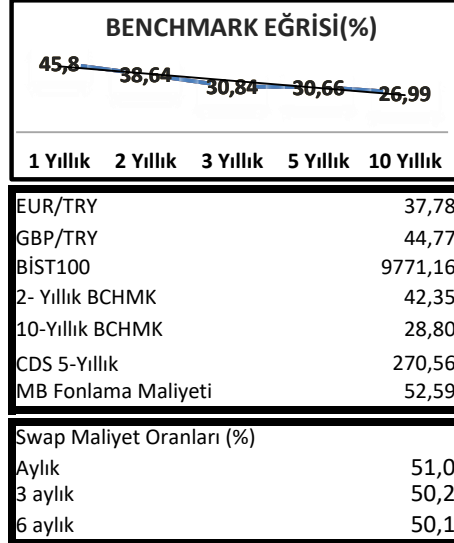 BENCHMARK EĞRİSİ(%)
45,8 38,64 30,84 30,66 26,99
1 Yıllık 2 Yıllık 3 Yıllık 5 Yıllık 10 Yıllık
EUR/TRY 37,78
GBP/TRY 44,77
BİST100 9771,16
2- Yıllık BCHMK 42,35
10-Yıllık BCHMK 28,80
CDS 5-Yıllık 270,56
MB Fonlama Maliyeti 52,59
Swap Maliyet Oranları (%)
Aylık 51,0
3 aylık 50,2
6 aylık 50,1